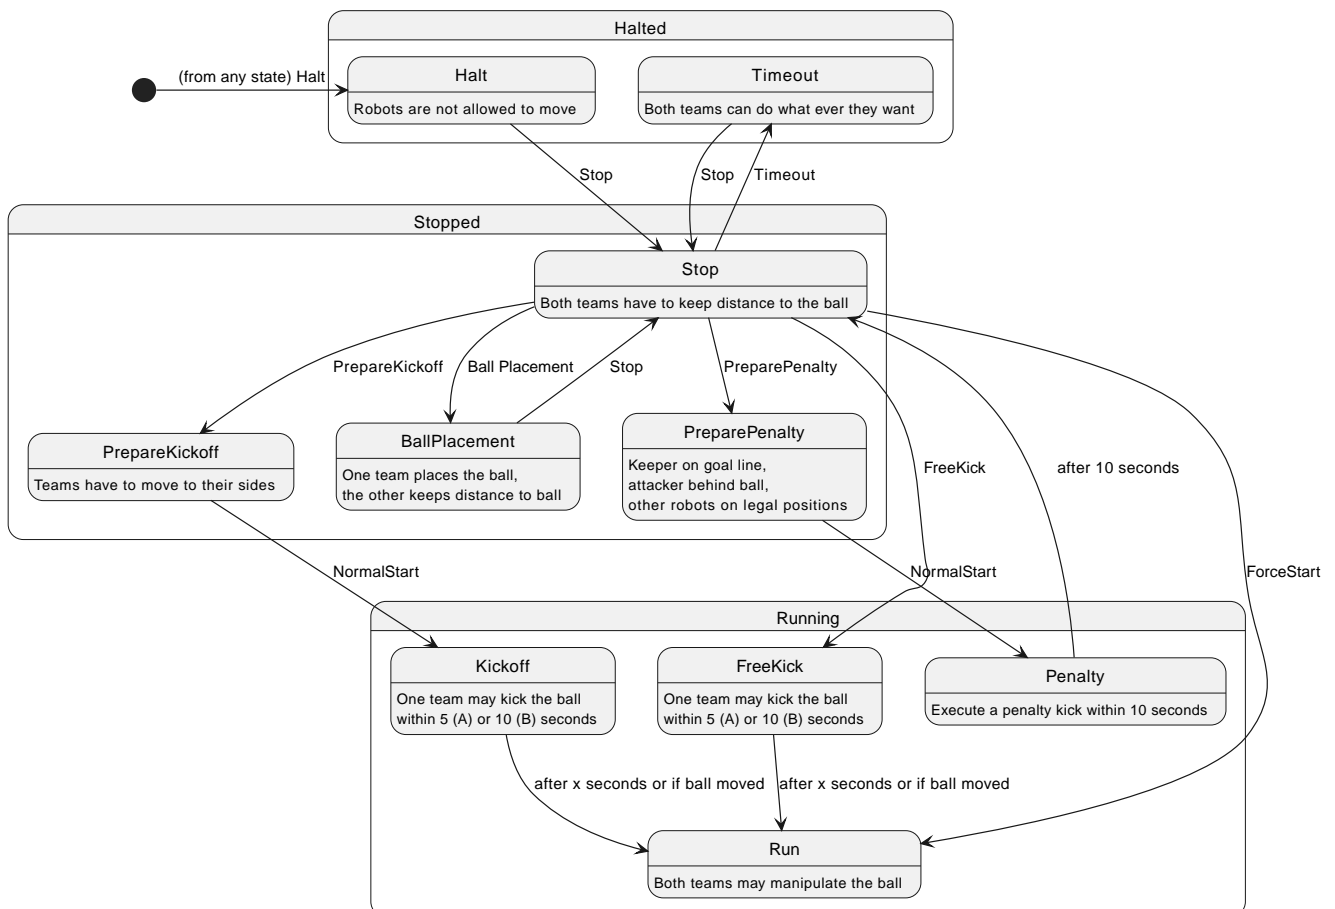 Halted
(from any state) Halt
Halt
Robots are not allowed to move
Timeout
Both teams can do what ever they want
Stop
Stop
Timeout
Stopped
Stop
Both teams have to keep distance to the ball
PrepareKickoff
Ball Placement
Stop
PreparePenalty
PrepareKickoff
Teams have to move to their sides
BallPlacement
One team places the ball,
the other keeps distance to ball
PreparePenalty
Keeper on goal line,
attacker behind ball,
other robots on legal positions
FreeKick
after 10 seconds
NormalStart
NormalStart
ForceStart
Running
Kickoff
One team may kick the ball
within 5 (A) or 10 (B) seconds
FreeKick
One team may kick the ball
within 5 (A) or 10 (B) seconds
Penalty
Execute a penalty kick within 10 seconds
after x seconds or if ball moved
after x seconds or if ball moved
Run
Both teams may manipulate the ball